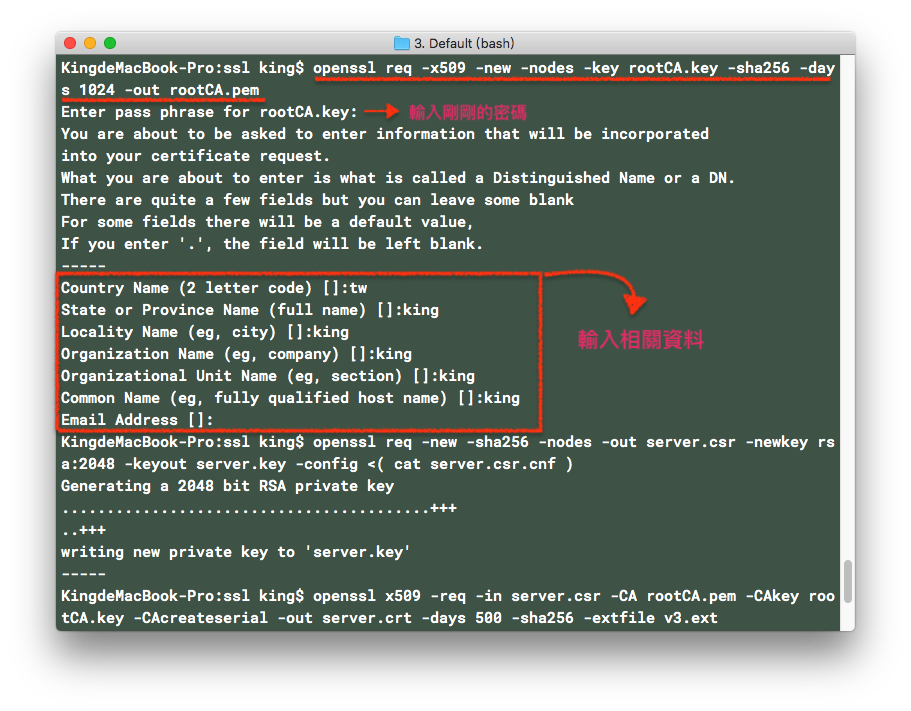 3. Default (bash)
KingdeMacBook-Pro:ssl king$ openssl req -x509 -new -nodes -key rootCA.key -sha256 -day
s 1024 -out rootCA.pem
Enter pass phrase for rootCA.key: 輸入剛剛的密碼
You are about to be asked to enter information that will be incorporated
into your certificate request.
What you are about to enter is what is called a Distinguished Name or a DN.
There are quite a few fields but you can leave some blank
For some fields there will be a default value,
If you enter '.', the field will be left blank.
-----
Country Name (2 letter code) []:tw
State or Province Name (full name) []:king
Locality Name (eg, city) []:king
輸入相關資料
Organization Name (eg, company) []:king
Organizational Unit Name (eg, section) []:king
Common Name (eg, fully qualified host name) []:king
Email Address []:
KingdeMacBook-Pro:ssl king$ openssl req -new -sha256 -nodes -out server.csr -newkey rs
a:2048 -keyout server.key -config <( cat server.csr.cnf )
Generating a 2048 bit RSA private key
.........................................+++
..+++
writing new private key to 'server.key'
-----
KingdeMacBook-Pro:ssl king$ openssl x509 -req -in server.csr -CA rootCA.pem -CAkey roo
tCA.key -CAcreateserial -out server.crt -days 500 -sha256 -extfile v3.ext